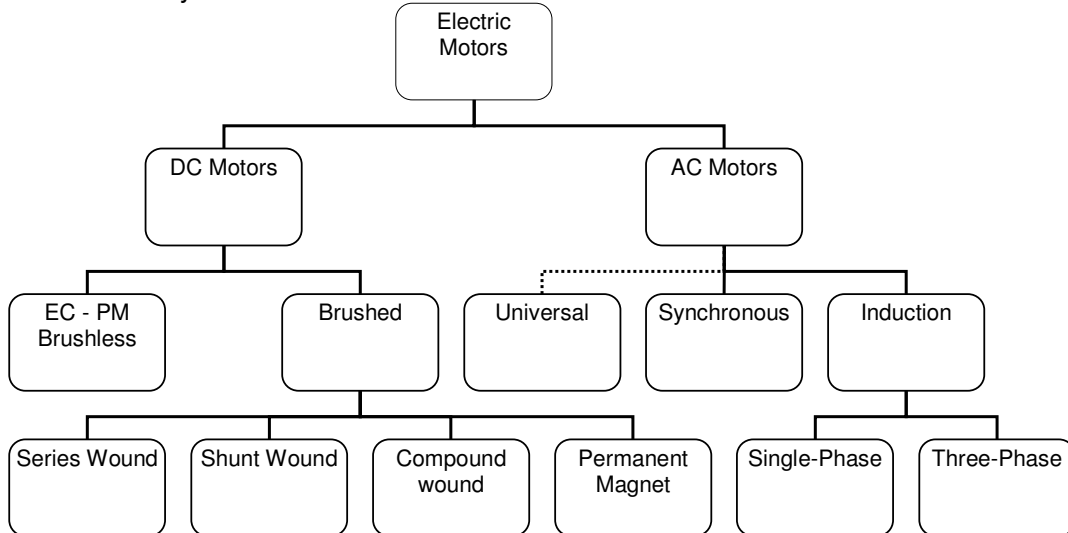 Electric
Motors
DC Motors
AC Motors
EC - PM
Brushless
Brushed
Universal
Synchronous
Induction
Series Wound
Shunt Wound
Compound
wound
Permanent
Magnet
Single-Phase
Three-Phase